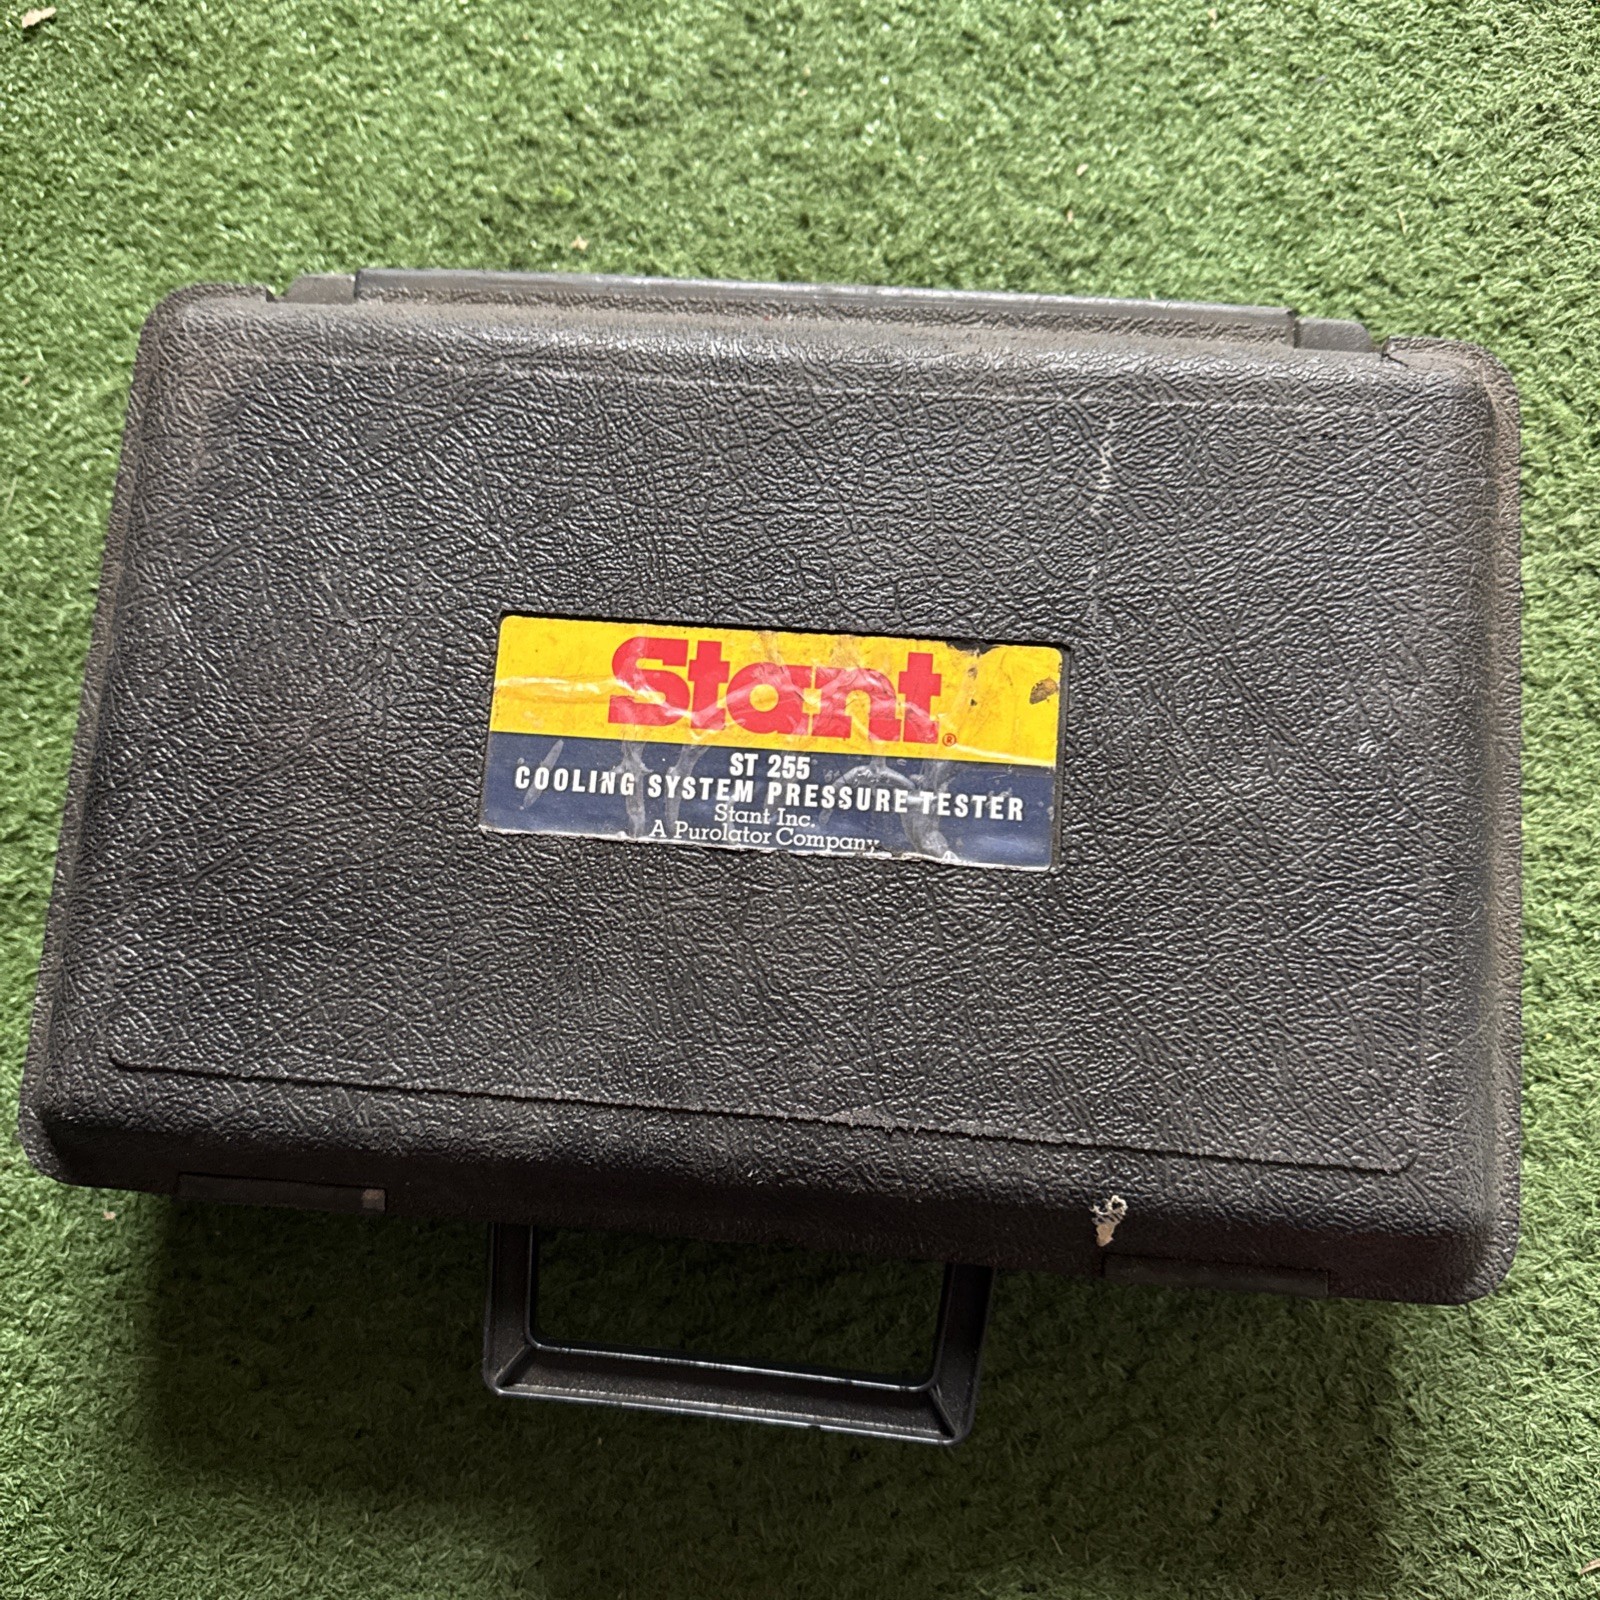 Stant®
ST 255
COOLING SYSTEM PRESSURE TESTER
Stant Inc.
A Purolator Company